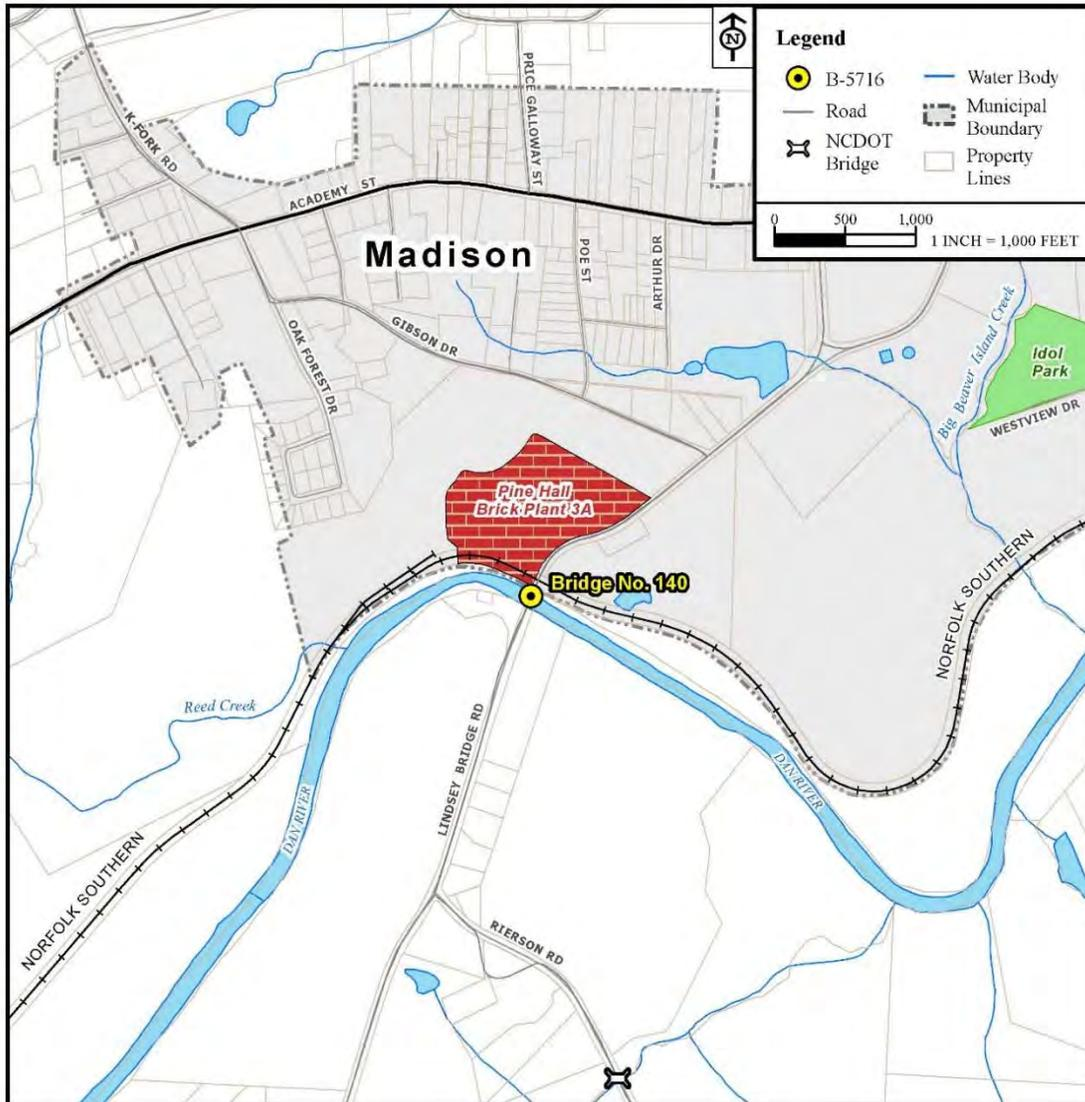 N
Legend
B-5716
Road
NCDOT
Bridge
Water Body
Municipal
Boundary
Property
Lines
0 500 1,000
1 INCH = 1,000 FEET
K-FORK RD
PRICE GALLOWAY ST
ACADEMY ST
Madison
POE ST
ARTHUR DR
GIBSON DR
OAK FOREST DR
Big Beaver Island Creek
Idol
Park
WESTVIEW DR
Pine Hall
Brick Plant 3A
Bridge No. 140
NORFOLK SOUTHERN
Reed Creek
LINDSEY BRIDGE RD
DAN RIVER
DAN RIVER
NORFOLK SOUTHERN
RIERSON RD